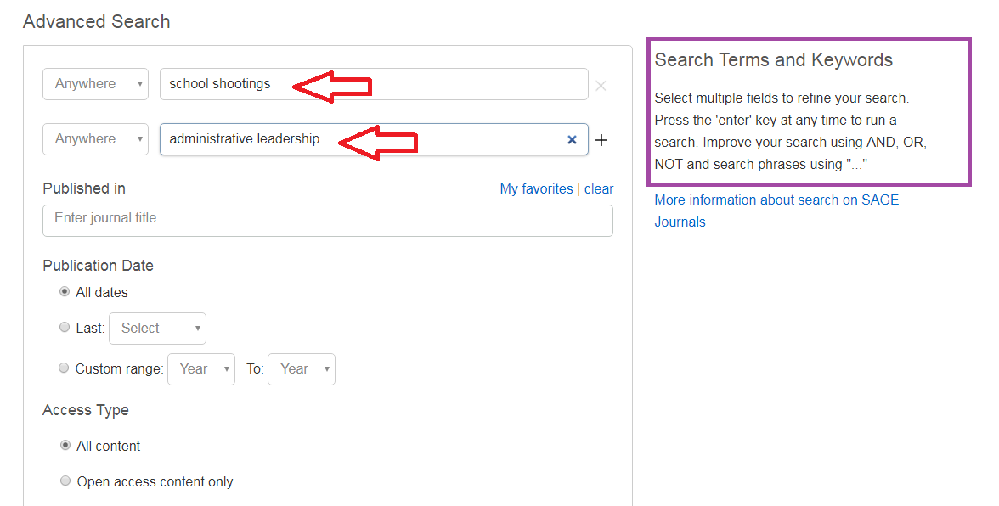 Advanced Search
Anywhere
school shootings
Anywhere
administrative leadership
Published in
My favorites | clear
Enter journal title
Publication Date
All dates
Last: Select
Custom range: Year To: Year
Access Type
All content
Open access content only
Search Terms and Keywords
Select multiple fields to refine your search.
Press the 'enter' key at any time to run a
search. Improve your search using AND, OR,
NOT and search phrases using "..."
More information about search on SAGE
Journals